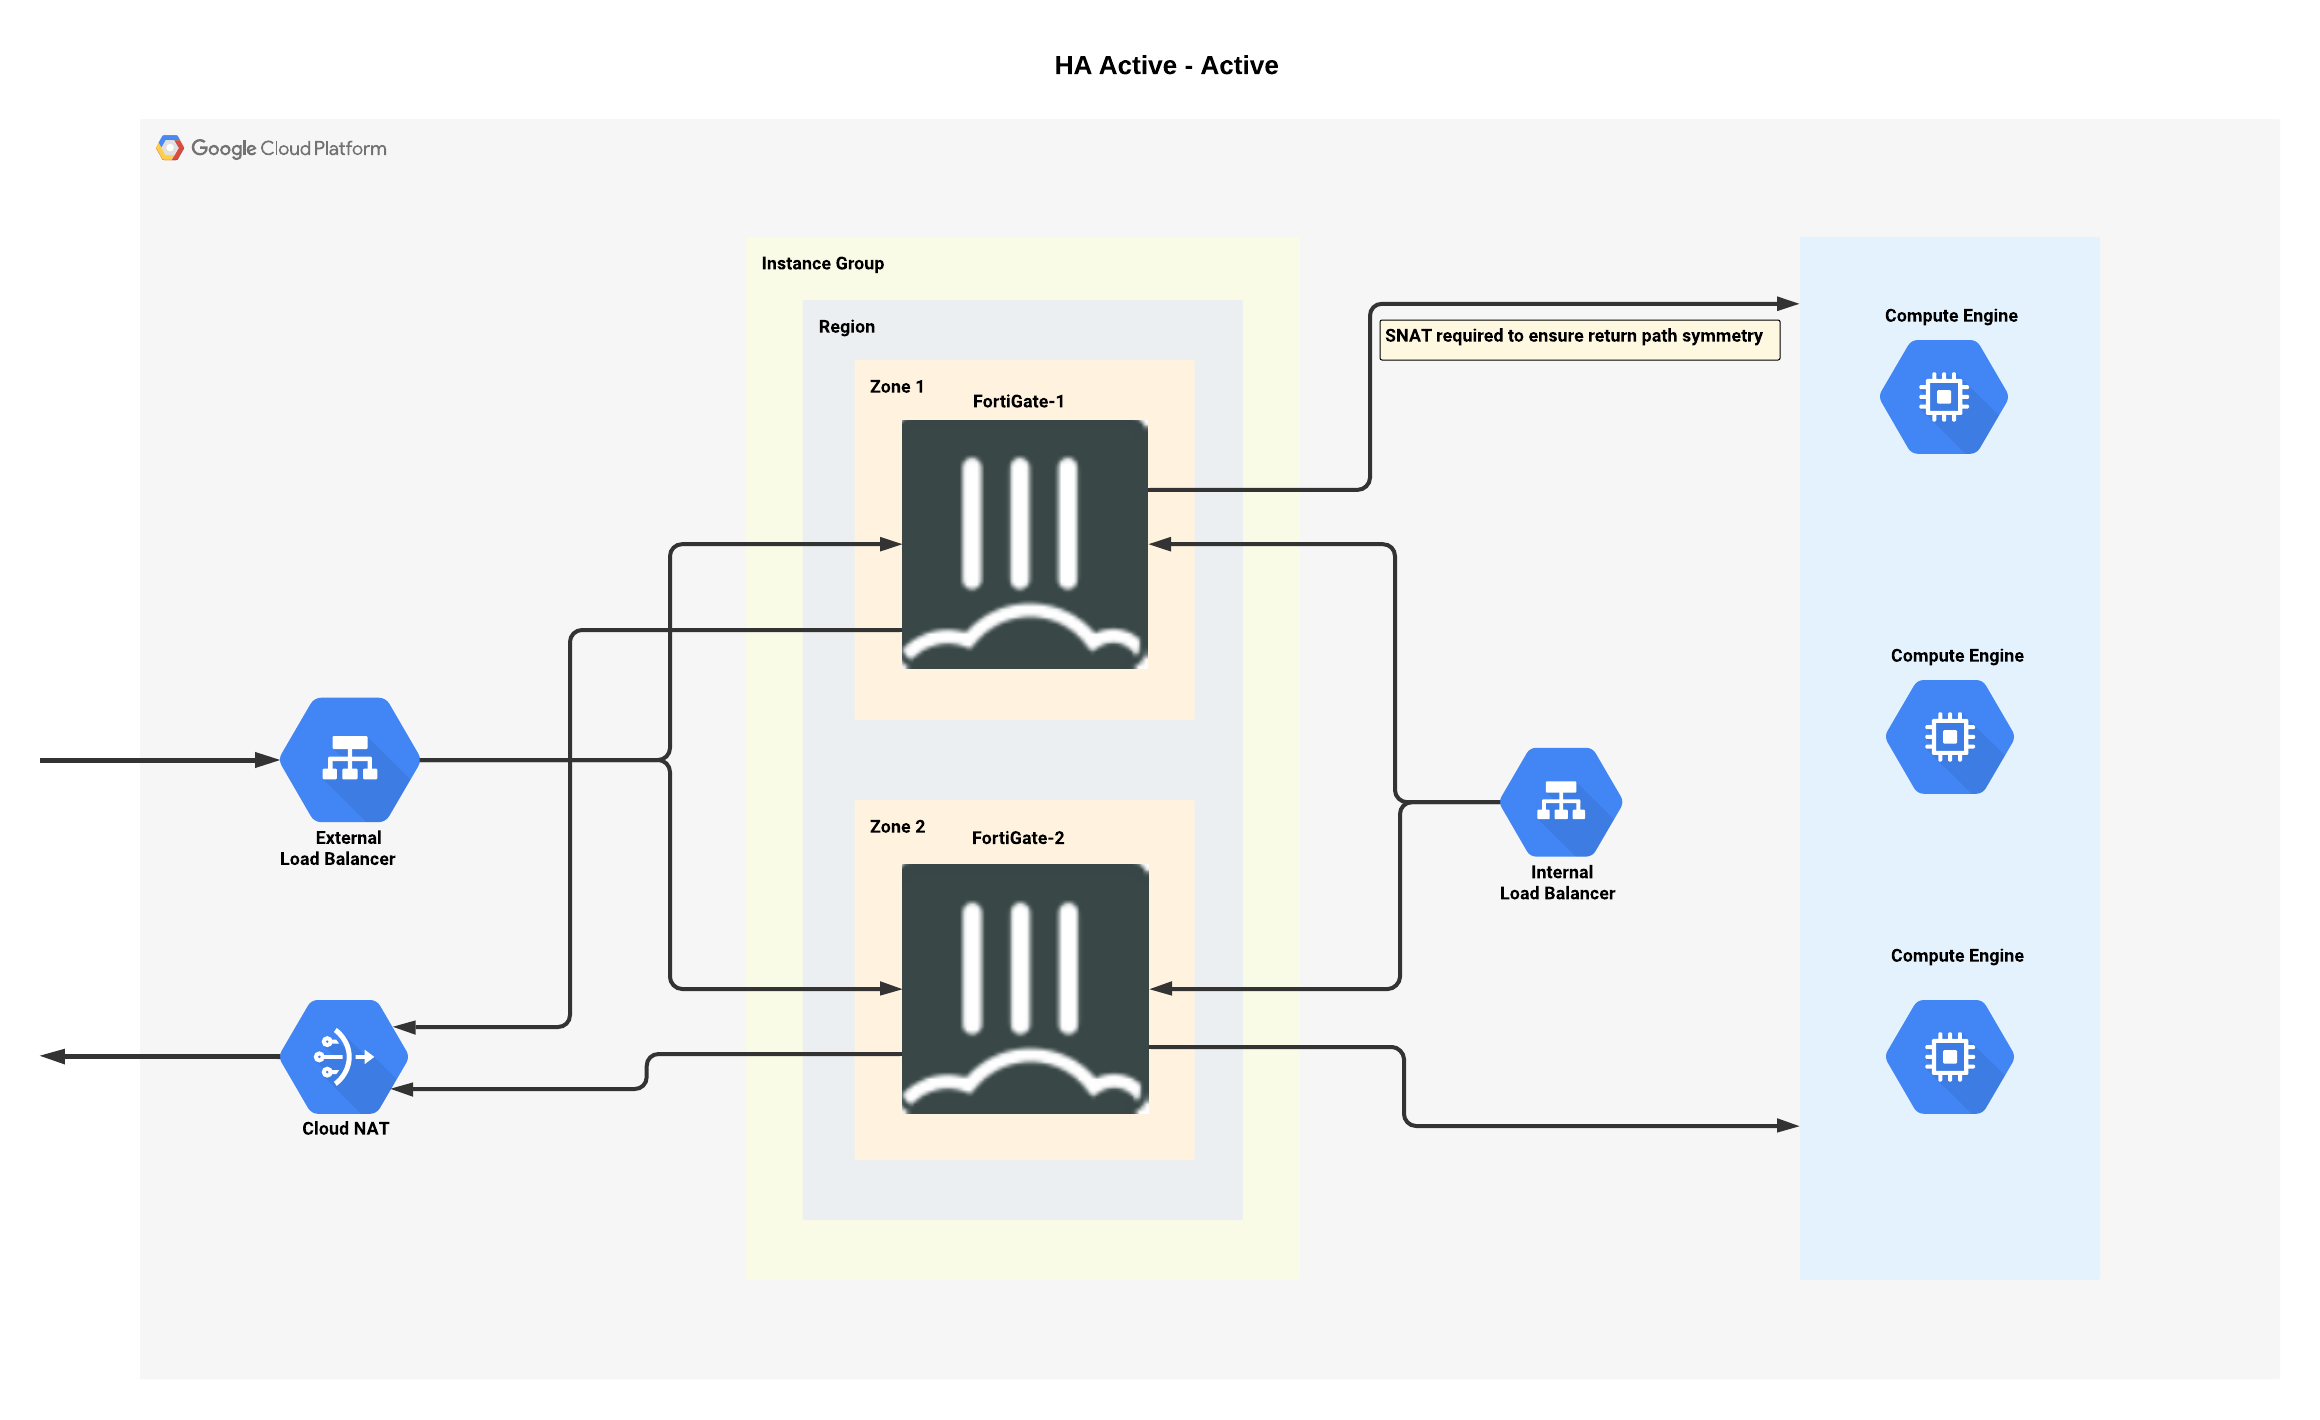 HA Active - Active
Google Cloud Platform
Instance Group
Region
Zone 1
FortiGate-1
SNAT required to ensure return path symmetry
Compute Engine
Compute Engine
External
Load Balancer
Zone 2
FortiGate-2
Internal
Load Balancer
Compute Engine
Cloud NAT